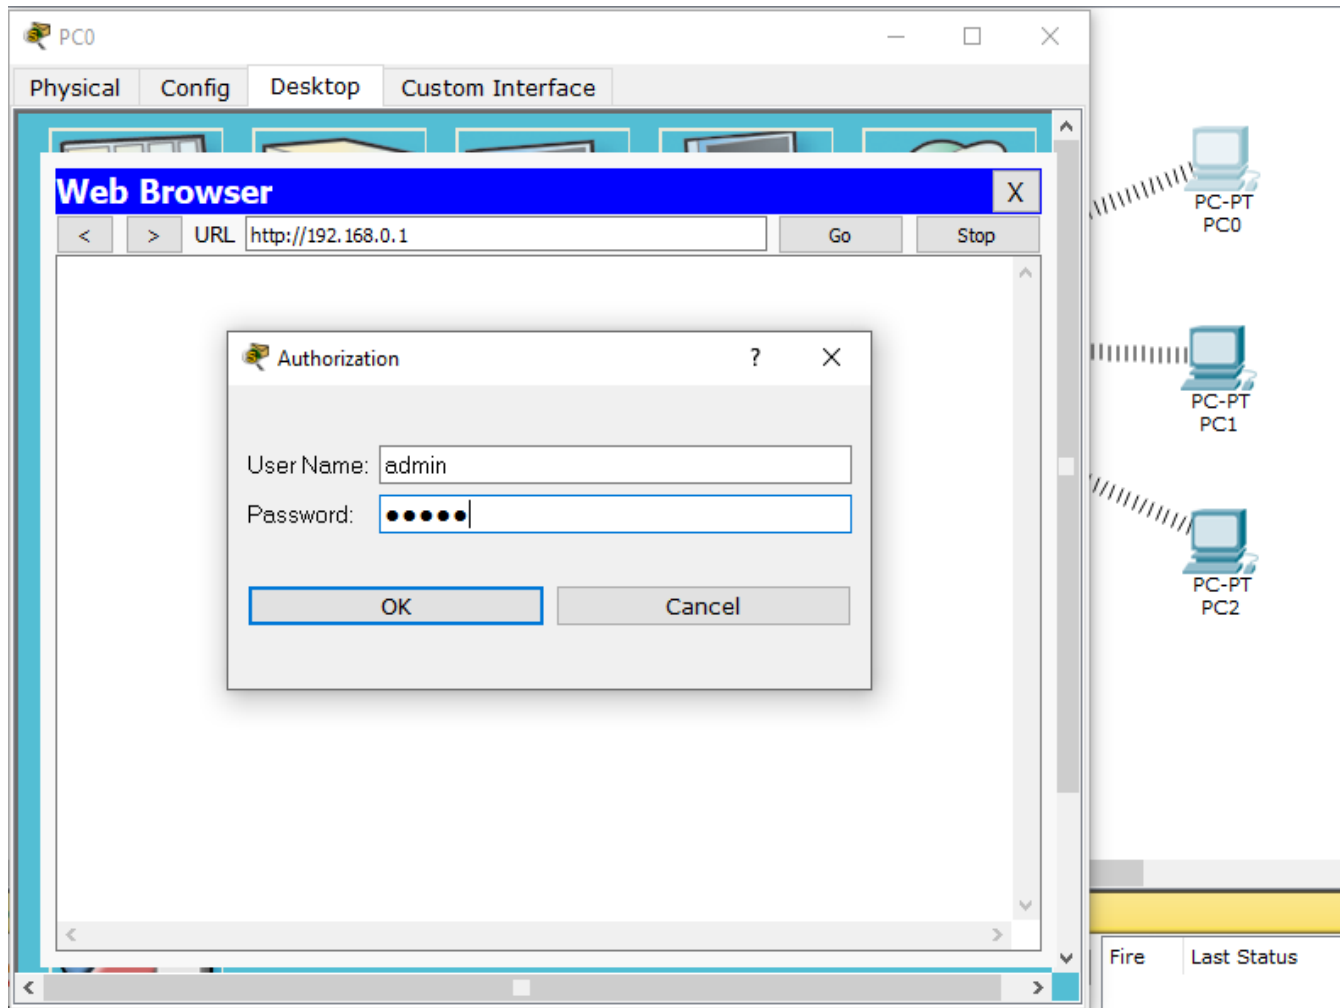 PC0
Physical Config Desktop Custom Interface
Web Browser X
< > URL http://192.168.0.1 Go Stop
Authorization ?
User Name: admin
Password: ●●●●●
OK Cancel
PC-PT
PC0
PC-PT
PC1
PC-PT
PC2
Fire Last Status